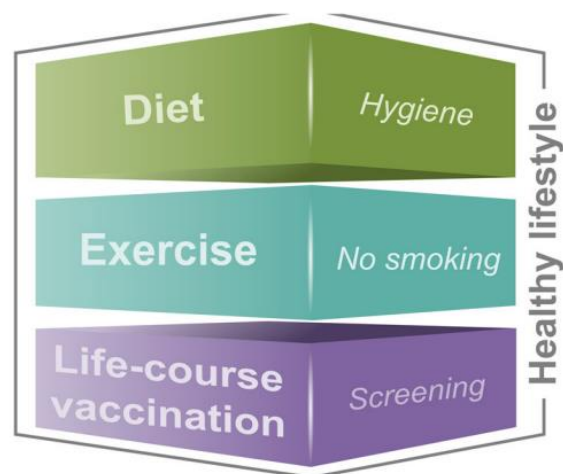 Diet
Hygiene
Exercise
No smoking
Life-course
vaccination
Screening
Healthy lifestyle